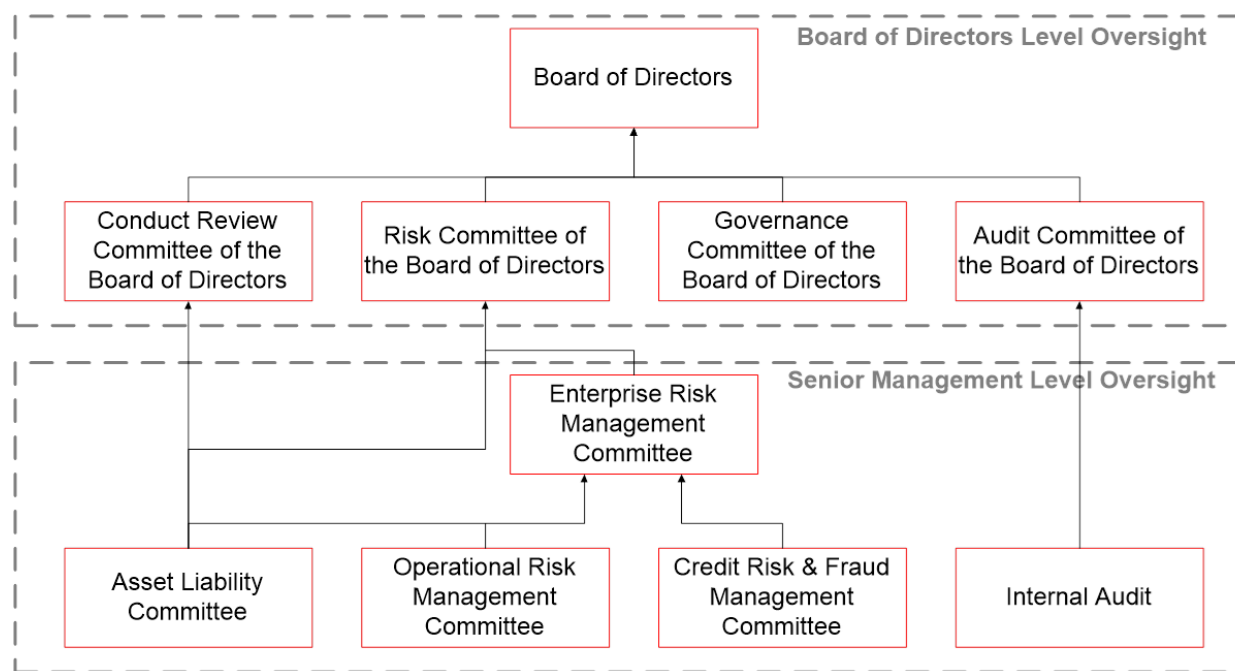 Board of Directors Level Oversight
Board of Directors
Conduct Review
Committee of the
Board of Directors
Risk Committee of
the Board of Directors
Governance
Committee of the
Board of Directors
Audit Committee of
the Board of Directors
Senior Management Level Oversight
Enterprise Risk
Management
Committee
Asset Liability
Committee
Operational Risk
Management
Committee
Credit Risk & Fraud
Management
Committee
Internal Audit